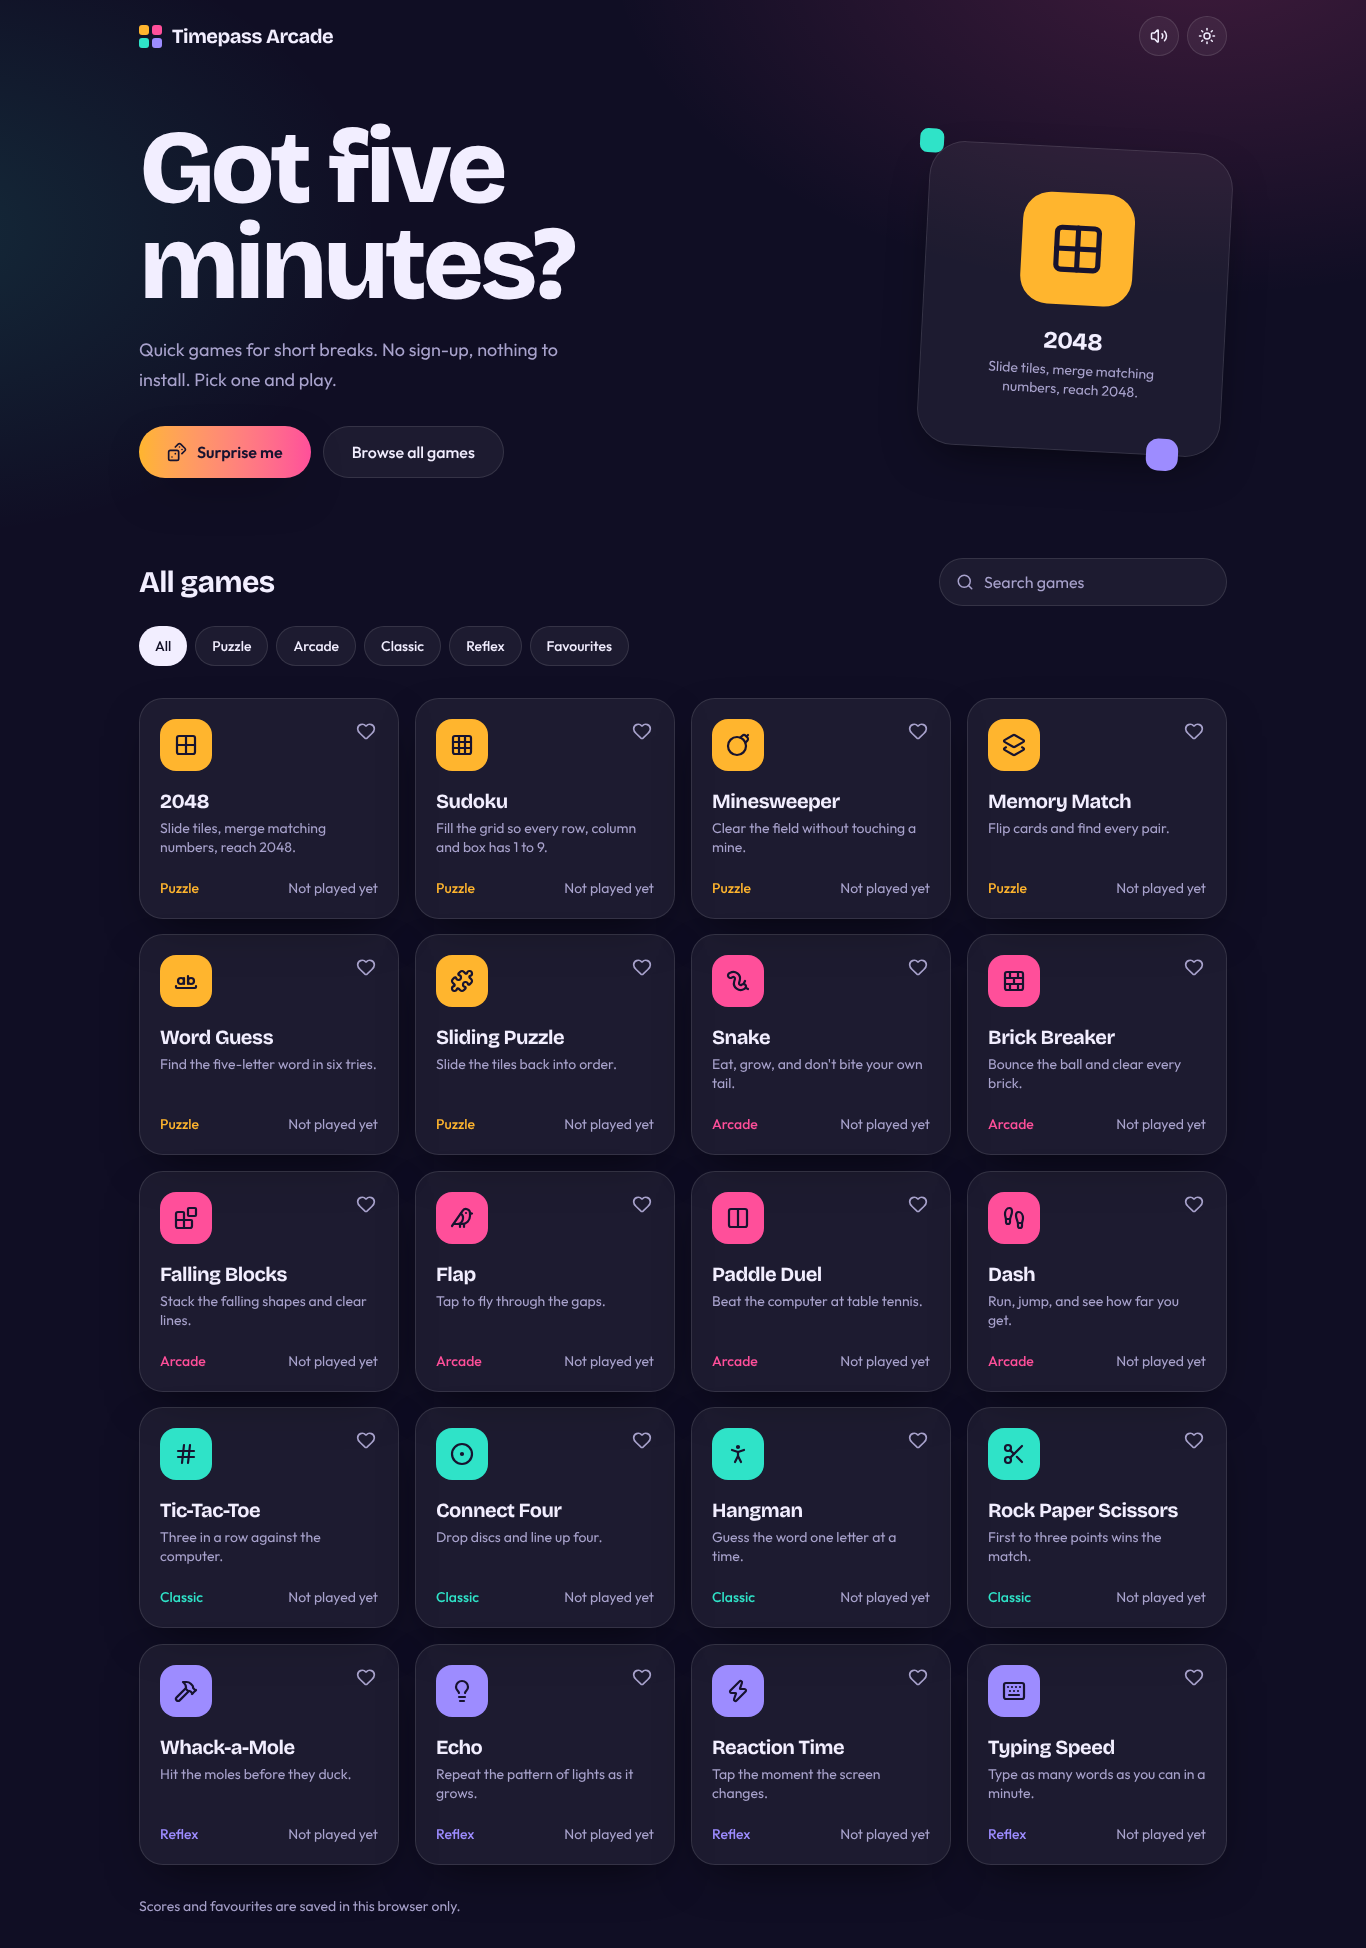 Timepass Arcade
Got five
minutes?
Quick games for short breaks. No sign-up, nothing to
install. Pick one and play.
Surprise me
Browse all games
2048
Slide tiles, merge matching
numbers, reach 2048.
All games
Search games
All
Puzzle
Arcade
Classic
Reflex
Favourites
2048
Slide tiles, merge matching
numbers, reach 2048.
Puzzle
Not played yet
Sudoku
Fill the grid so every row, column
and box has 1 to 9.
Puzzle
Not played yet
Minesweeper
Clear the field without touching a
mine.
Puzzle
Not played yet
Memory Match
Flip cards and find every pair.
Puzzle
Not played yet
ab
Word Guess
Find the five-letter word in six tries.
Puzzle
Not played yet
Sliding Puzzle
Slide the tiles back into order.
Puzzle
Not played yet
Snake
Eat, grow, and don't bite your own
tail.
Arcade
Not played yet
Brick Breaker
Bounce the ball and clear every
brick.
Arcade
Not played yet
Falling Blocks
Stack the falling shapes and clear
lines.
Arcade
Not played yet
Flap
Tap to fly through the gaps.
Arcade
Not played yet
Paddle Duel
Beat the computer at table tennis.
Arcade
Not played yet
Dash
Run, jump, and see how far you
get.
Arcade
Not played yet
Tic-Tac-Toe
Three in a row against the
computer.
Classic
Not played yet
Connect Four
Drop discs and line up four.
Classic
Not played yet
Hangman
Guess the word one letter at a
time.
Classic
Not played yet
Rock Paper Scissors
First to three points wins the
match.
Classic
Not played yet
Whack-a-Mole
Hit the moles before they duck.
Reflex
Not played yet
Echo
Repeat the pattern of lights as it
grows.
Reflex
Not played yet
Reaction Time
Tap the moment the screen
changes.
Reflex
Not played yet
Typing Speed
Type as many words as you can in a
minute.
Reflex
Not played yet
Scores and favourites are saved in this browser only.